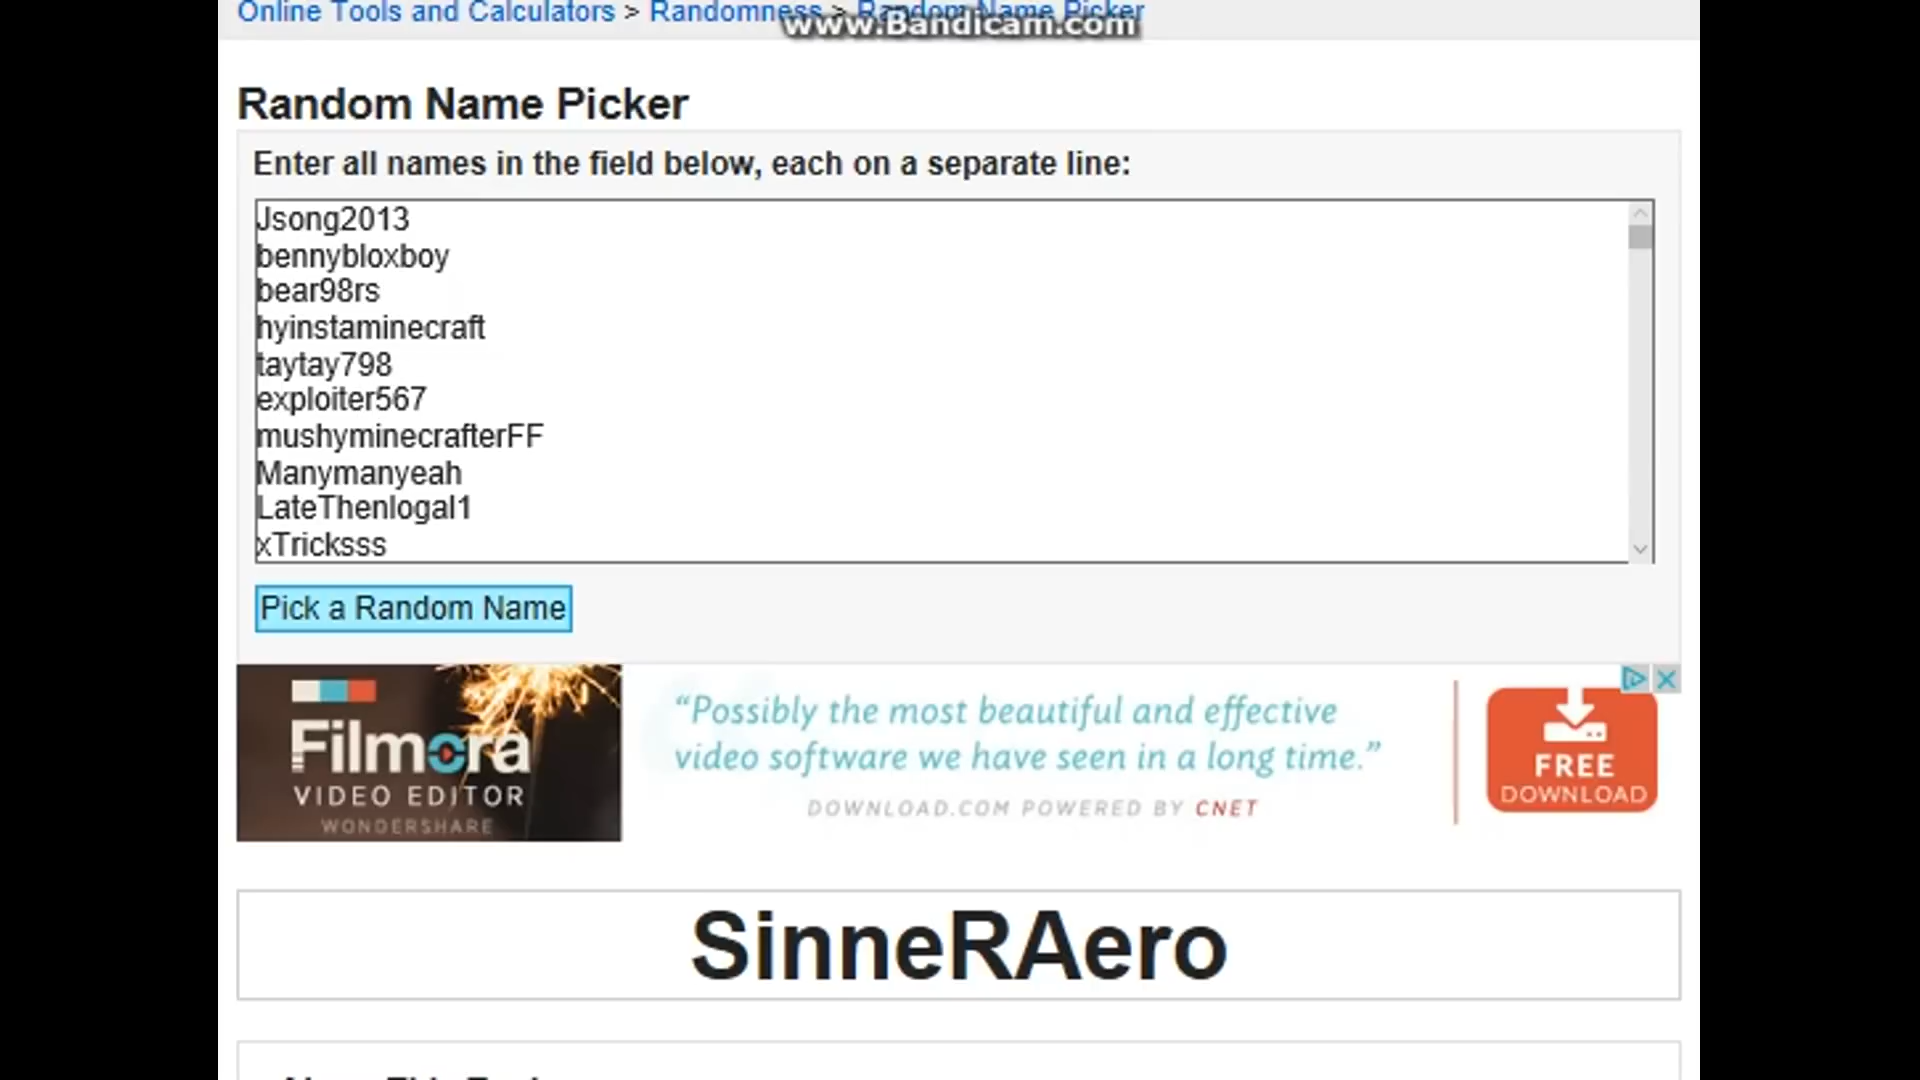 Online Tools and Calculators > Randomness > Random Name Picker
www.Bandicam.com
Random Name Picker
Enter all names in the field below, each on a separate line:
Jsong2013
bennybloxboy
bear98rs
hyinstaminecraft
taytay798
exploiter567
mushyminecrafterFF
Manymanyeah
LateThenlogal1
xTricksss
Pick a Random Name
Filmora
VIDEO EDITOR
WONDERSHARE
“Possibly the most beautiful and effective
video software we have seen in a long time.”
DOWNLOAD.COM POWERED BY CNET
FREE
DOWNLOAD
SinneRAero